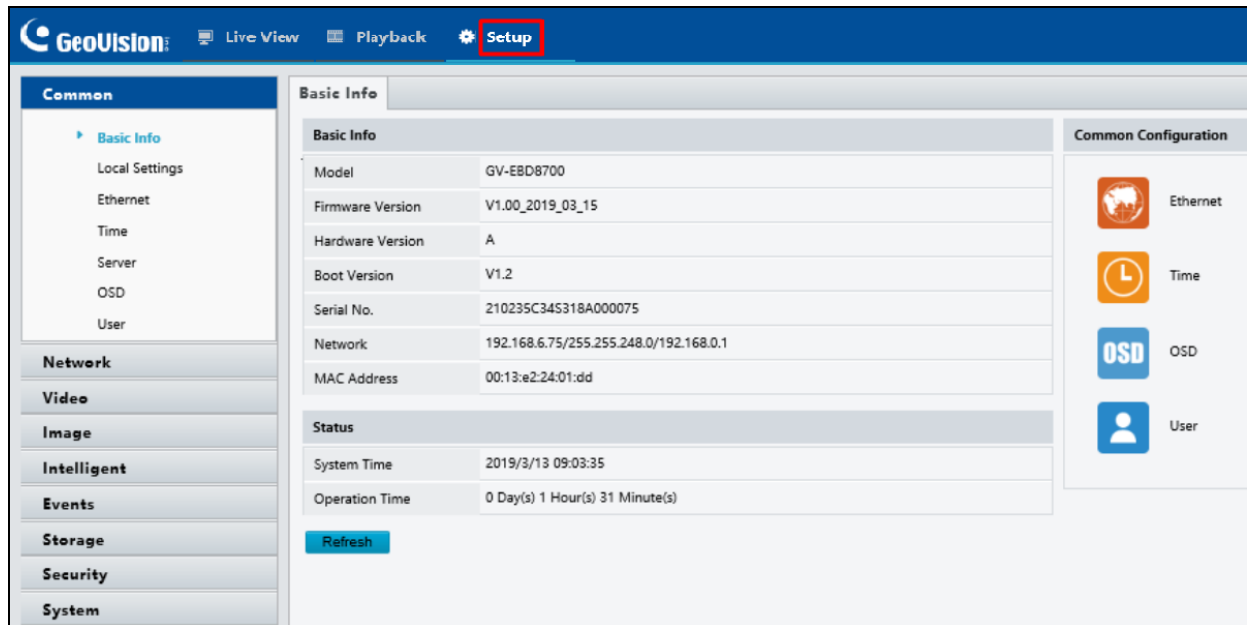 GeoVision Live View Playback Setup
Common
Basic Info
Local Settings
Ethernet
Time
Server
OSD
User
Network
Video
Image
Intelligent
Events
Storage
Security
System
Basic Info
Basic Info
Model GV-EBD8700
Firmware Version V1.00_2019_03_15
Hardware Version A
Boot Version V1.2
Serial No. 210235C34S318A000075
Network 192.168.6.75/255.255.248.0/192.168.0.1
MAC Address 00:13:e2:24:01:dd
Status
System Time 2019/3/13 09:03:35
Operation Time 0 Day(s) 1 Hour(s) 31 Minute(s)
Refresh
Common Configuration
Ethernet
Time
OSD OSD
User